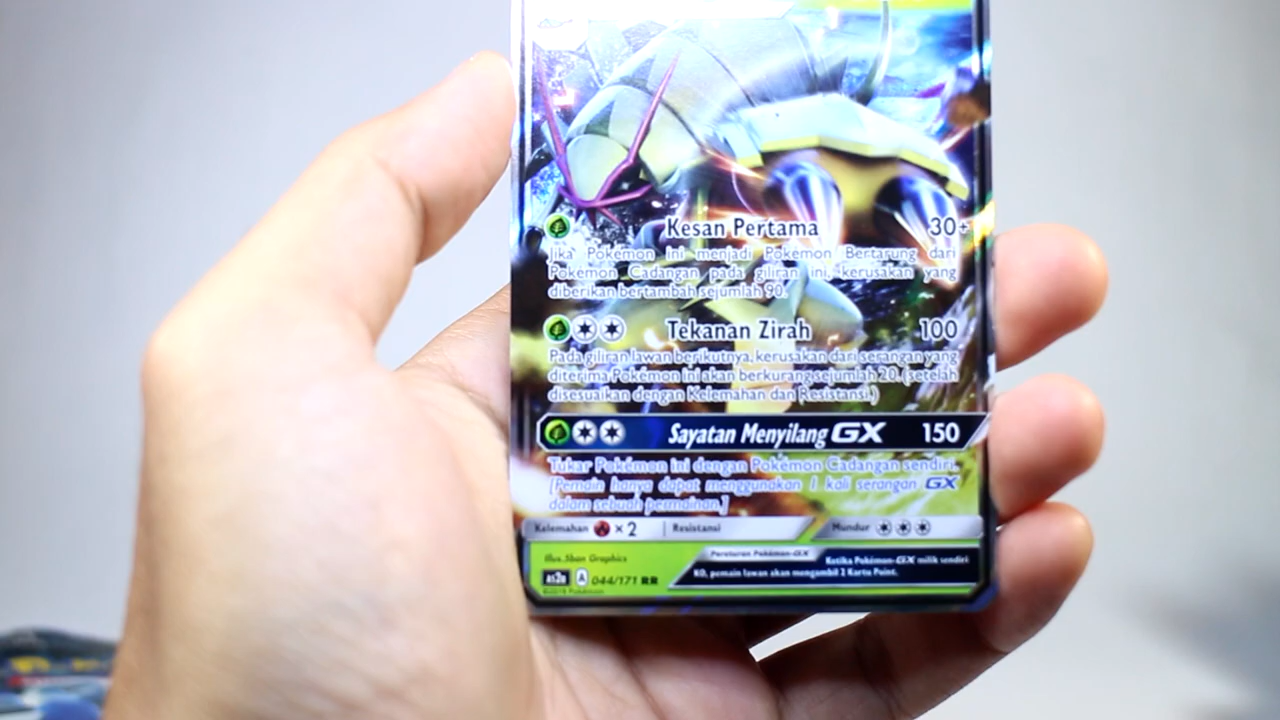 Kesan Pertama 30+
Jika Pokémon ini menjadi Pokémon Bertarung dari
Pokémon Cadangan pada giliran ini, kerusakan yang
diberikan bertambah sejumlah 90.
Tekanan Zirah 100
Pada giliran lawan berikutnya, kerusakan dari serangan yang
diterima Pokémon ini akan berkurang sejumlah 20. (setelah
disesuaikan dengan Kelemahan dan Resistansi.)
Sayatan Menyilang GX 150
Tukar Pokémon ini dengan Pokémon Cadangan sendiri.
[Pemain hanya dapat menggunakan 1 kali serangan GX
dalam sebuah permainan.]
Kelemahan ×2 Resistansi Mundur
Illus. 5ban Graphics
Peraturan Pokémon-GX
Ketika Pokémon-GX milik sendiri
KO, pemain lawan akan mengambil 2 Kartu Point.
as2a A 044/171 RR
©2019 Pokémon